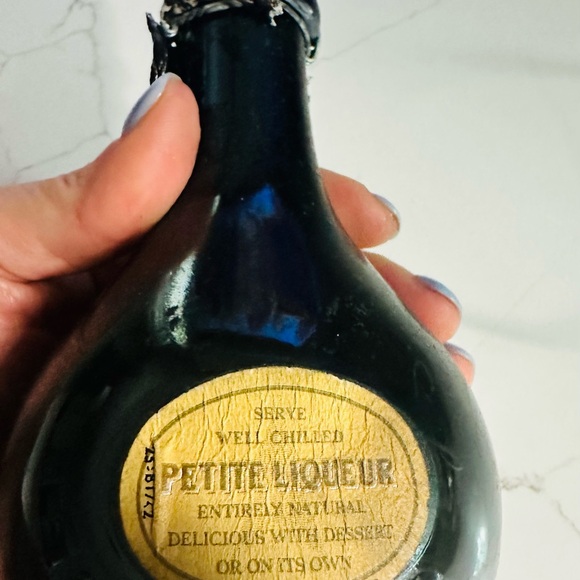 SERVE
WELL CHILLED
PETITE LIQUEUR
ENTIRELY NATURAL
DELICIOUS WITH DESSERT
OR ON ITS OWN